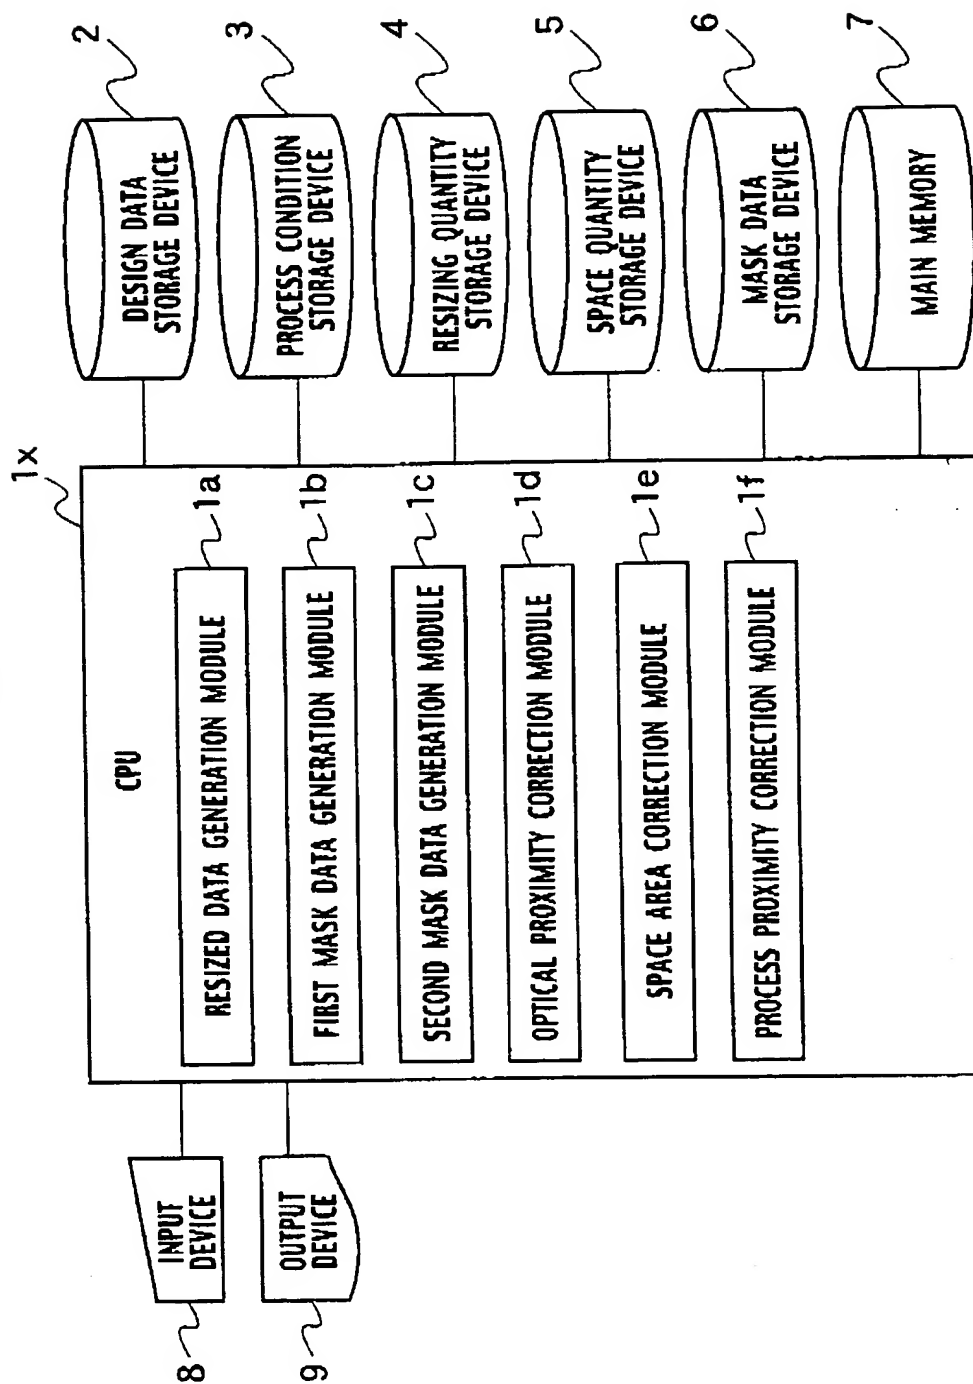 1x
CPU
RESIZED DATA GENERATION MODULE
1a
FIRST MASK DATA GENERATION MODULE
1b
SECOND MASK DATA GENERATION MODULE
1c
OPTICAL PROXIMITY CORRECTION MODULE
1d
SPACE AREA CORRECTION MODULE
1e
PROCESS PROXIMITY CORRECTION MODULE
1f
INPUT
DEVICE
8
OUTPUT
DEVICE
9
DESIGN DATA
STORAGE DEVICE
2
PROCESS CONDITION
STORAGE DEVICE
3
RESIZING QUANTITY
STORAGE DEVICE
4
SPACE QUANTITY
STORAGE DEVICE
5
MASK DATA
STORAGE DEVICE
6
MAIN MEMORY
7